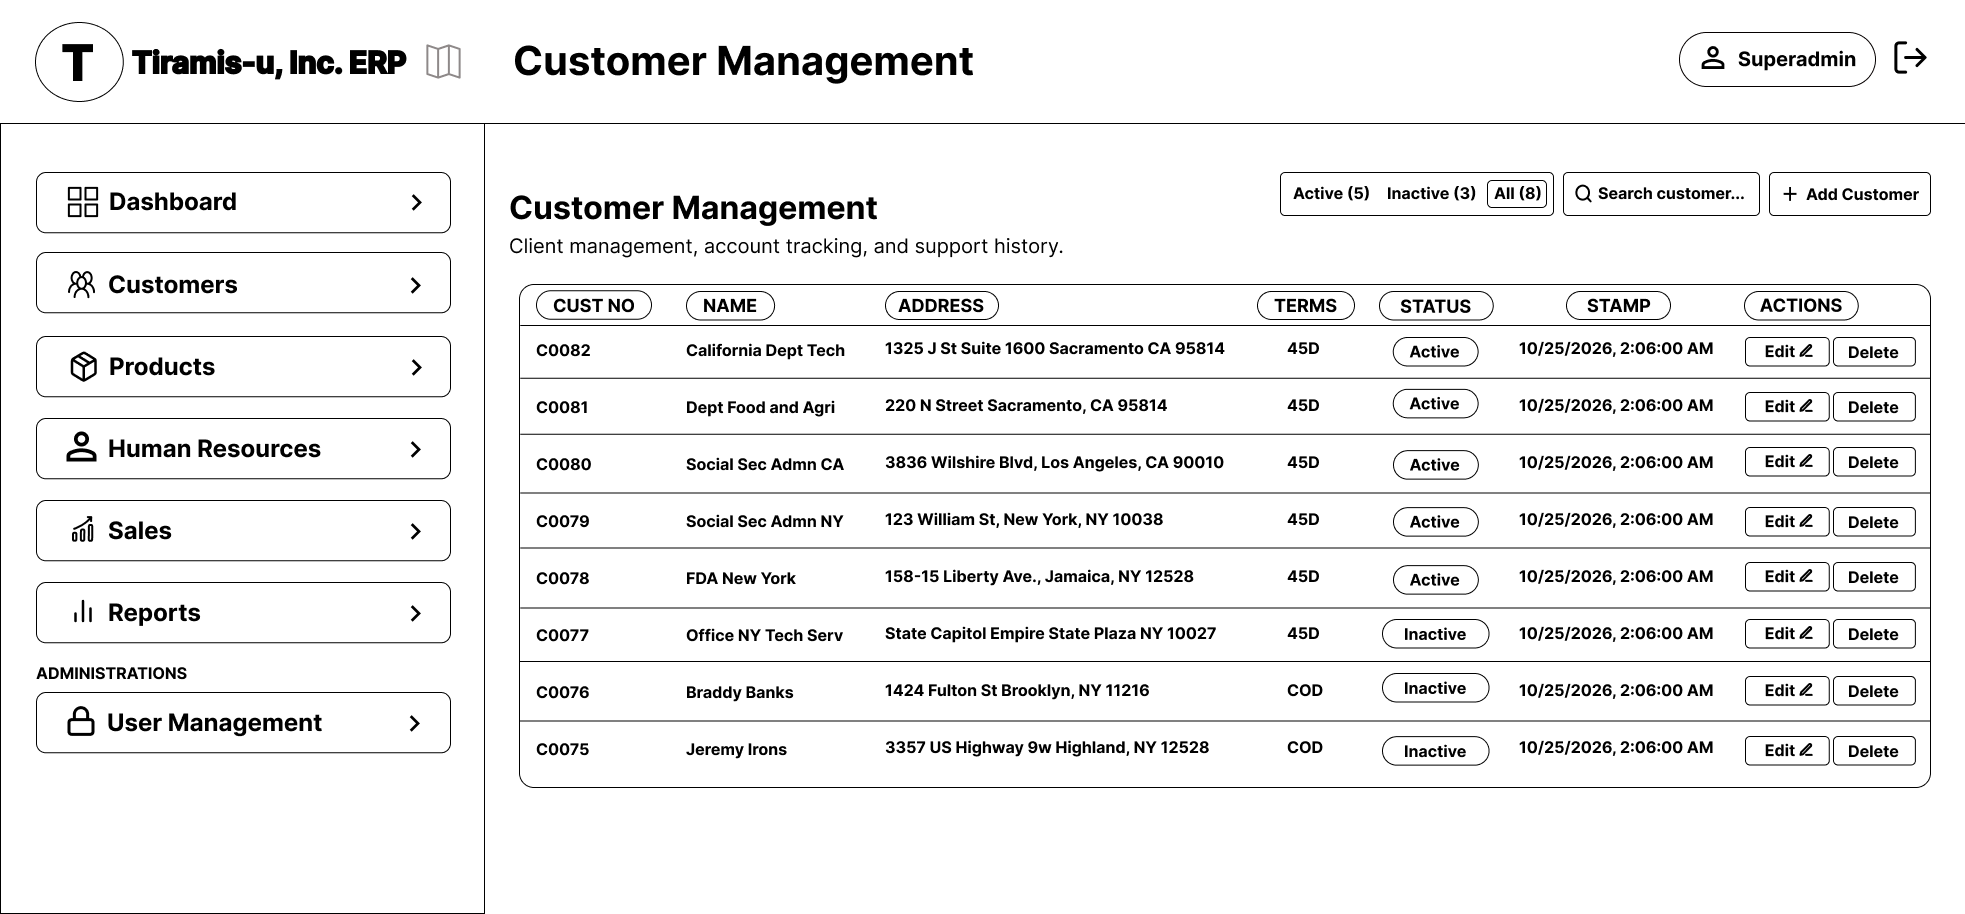 T Tiramis-u, Inc. ERP Customer Management Superadmin
Dashboard
Customers
Products
Human Resources
Sales
Reports
ADMINISTRATIONS
User Management
Active (5) Inactive (3) All (8) Search customer... + Add Customer
Customer Management
Client management, account tracking, and support history.
CUST NO NAME ADDRESS TERMS STATUS STAMP ACTIONS
C0082 California Dept Tech 1325 J St Suite 1600 Sacramento CA 95814 45D Active 10/25/2026, 2:06:00 AM Edit Delete
C0081 Dept Food and Agri 220 N Street Sacramento, CA 95814 45D Active 10/25/2026, 2:06:00 AM Edit Delete
C0080 Social Sec Admn CA 3836 Wilshire Blvd, Los Angeles, CA 90010 45D Active 10/25/2026, 2:06:00 AM Edit Delete
C0079 Social Sec Admn NY 123 William St, New York, NY 10038 45D Active 10/25/2026, 2:06:00 AM Edit Delete
C0078 FDA New York 158-15 Liberty Ave., Jamaica, NY 12528 45D Active 10/25/2026, 2:06:00 AM Edit Delete
C0077 Office NY Tech Serv State Capitol Empire State Plaza NY 10027 45D Inactive 10/25/2026, 2:06:00 AM Edit Delete
C0076 Braddy Banks 1424 Fulton St Brooklyn, NY 11216 COD Inactive 10/25/2026, 2:06:00 AM Edit Delete
C0075 Jeremy Irons 3357 US Highway 9w Highland, NY 12528 COD Inactive 10/25/2026, 2:06:00 AM Edit Delete